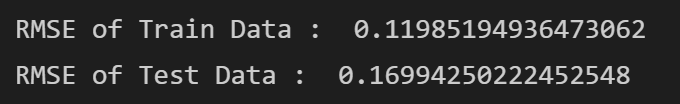 RMSE of Train Data :  0.11985194936473062
RMSE of Test Data :  0.16994250222452548